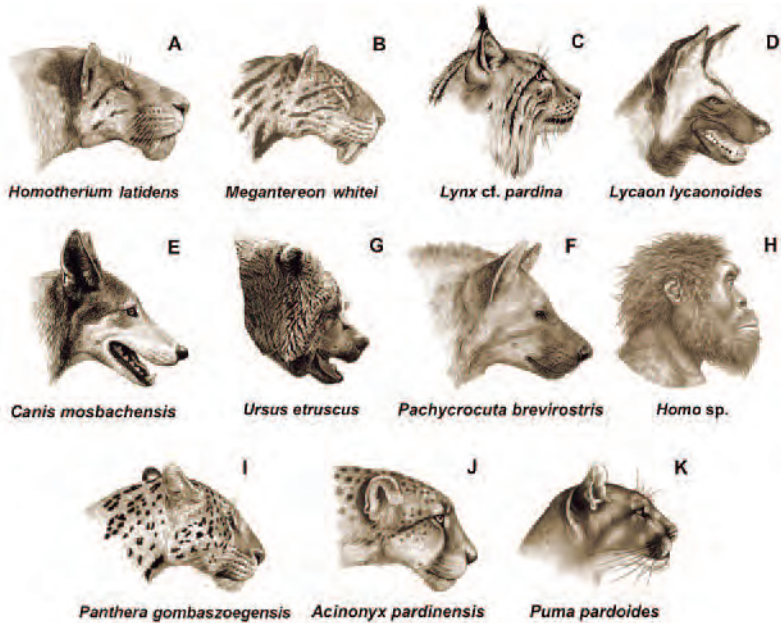 A B C D
Homotherium latidens Megantereon whitei Lynx cf. pardina Lycaon lycaonoides
E G F H
Canis mosbachensis Ursus etruscus Pachycrocuta brevirostris Homo sp.
I J K
Panthera gombaszoegensis Acinonyx pardinensis Puma pardoides